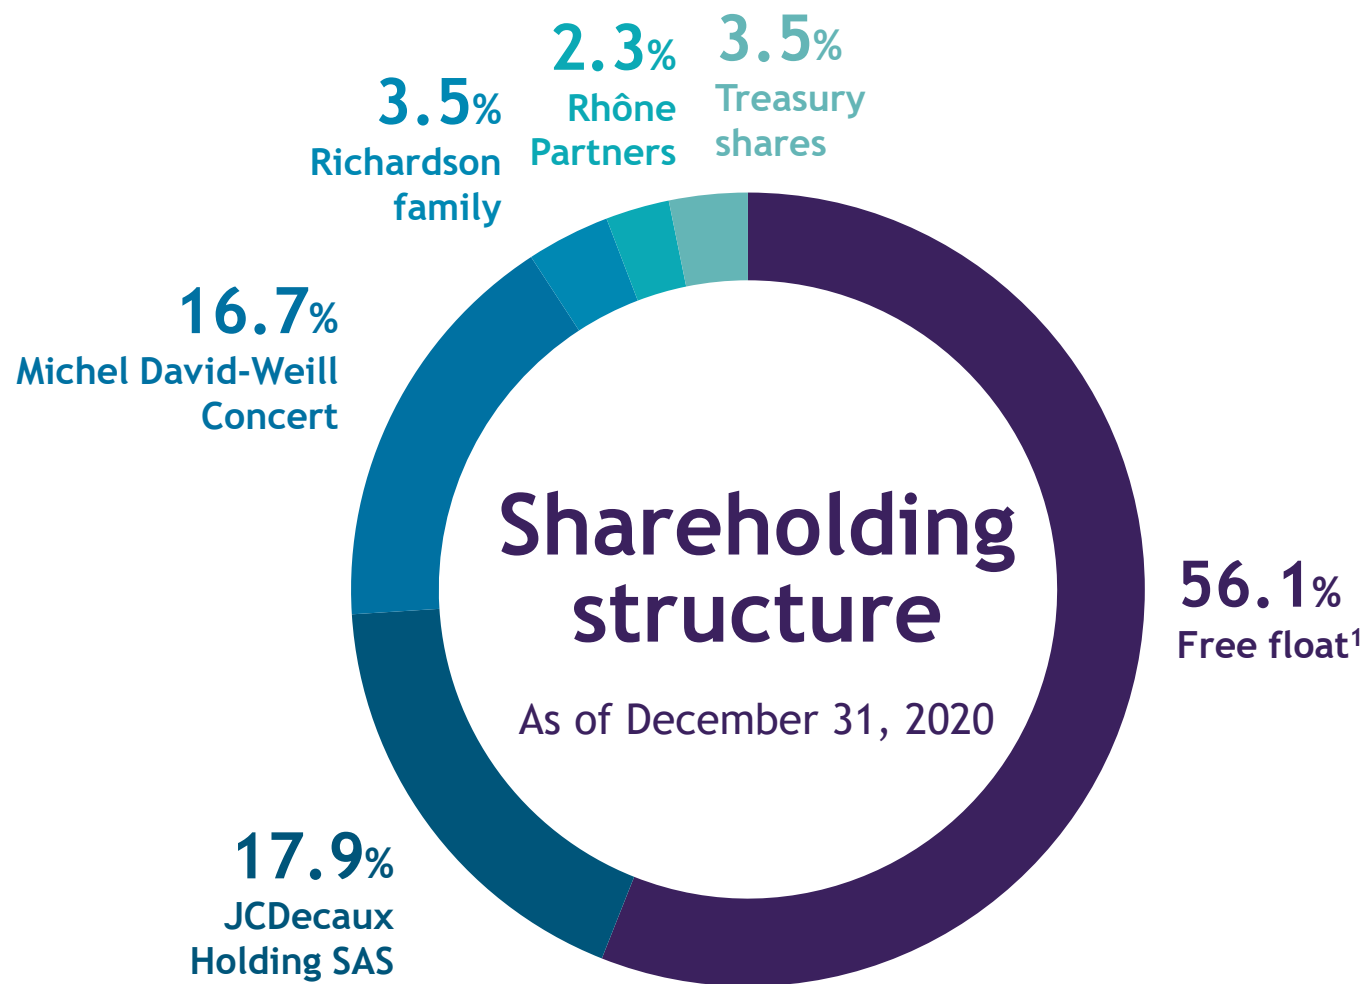 2.3%
Rhône
Partners
3.5%
Treasury
shares
3.5%
Richardson
family
16.7%
Michel David-Weill
Concert
Shareholding
structure
As of December 31, 2020
56.1%
Free float¹
17.9%
JCDecaux
Holding SAS